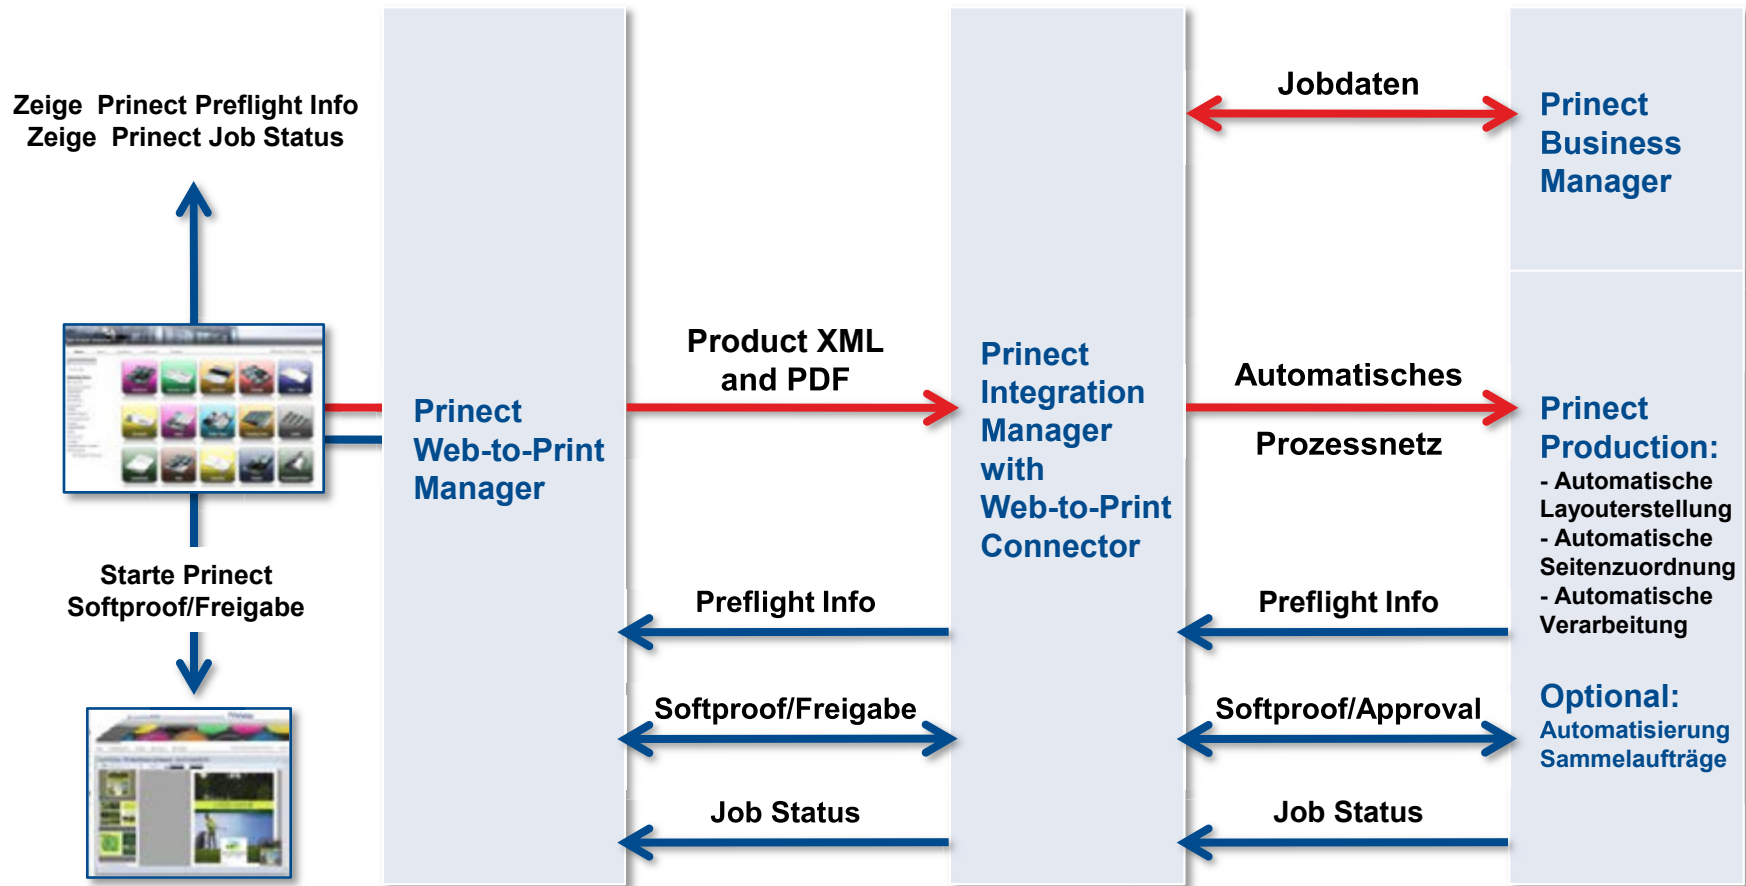 Zeige Prinect Preflight Info
Zeige Prinect Job Status
Starte Prinect
Softproof/Freigabe
Prinect
Web-to-Print
Manager
Product XML
and PDF
Preflight Info
Softproof/Freigabe
Job Status
Prinect
Integration
Manager
with
Web-to-Print
Connector
Jobdaten
Automatisches
Prozessnetz
Preflight Info
Softproof/Approval
Job Status
Prinect
Business
Manager
Prinect
Production:
- Automatische
Layouterstellung
- Automatische
Seitenzuordnung
- Automatische
Verarbeitung
Optional:
Automatisierung
Sammelaufträge